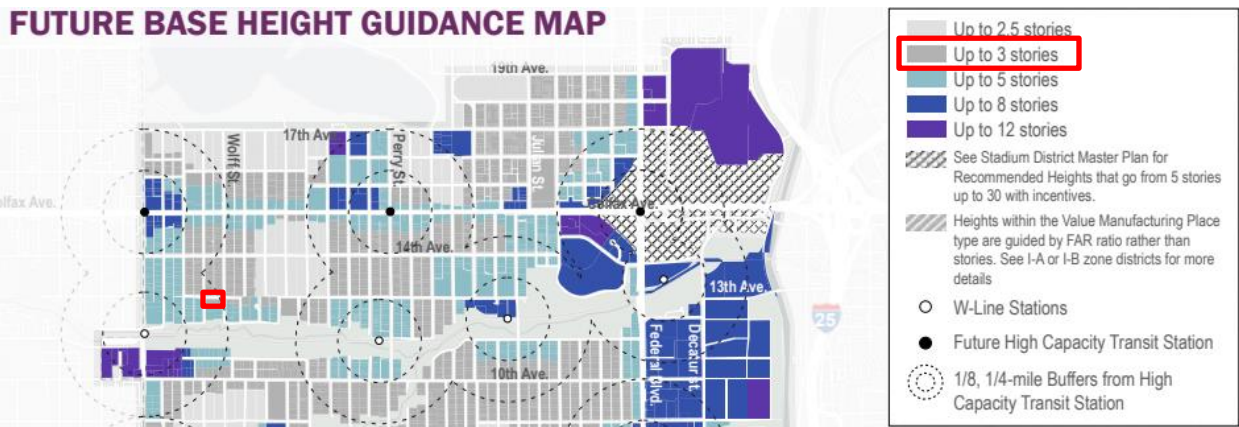 FUTURE BASE HEIGHT GUIDANCE MAP
19th Ave.
17th Av
Wolff St.
Perry St.
Julian St.
olfax Ave.
Colfax Ave.
14th Ave.
13th Ave.
Federal Blvd.
Decatur St.
10th Ave.
25
Up to 2.5 stories
Up to 3 stories
Up to 5 stories
Up to 8 stories
Up to 12 stories
See Stadium District Master Plan for
Recommended Heights that go from 5 stories
up to 30 with incentives.
Heights within the Value Manufacturing Place
type are guided by FAR ratio rather than
stories. See I-A or I-B zone districts for more
details
W-Line Stations
Future High Capacity Transit Station
1/8, 1/4-mile Buffers from High
Capacity Transit Station